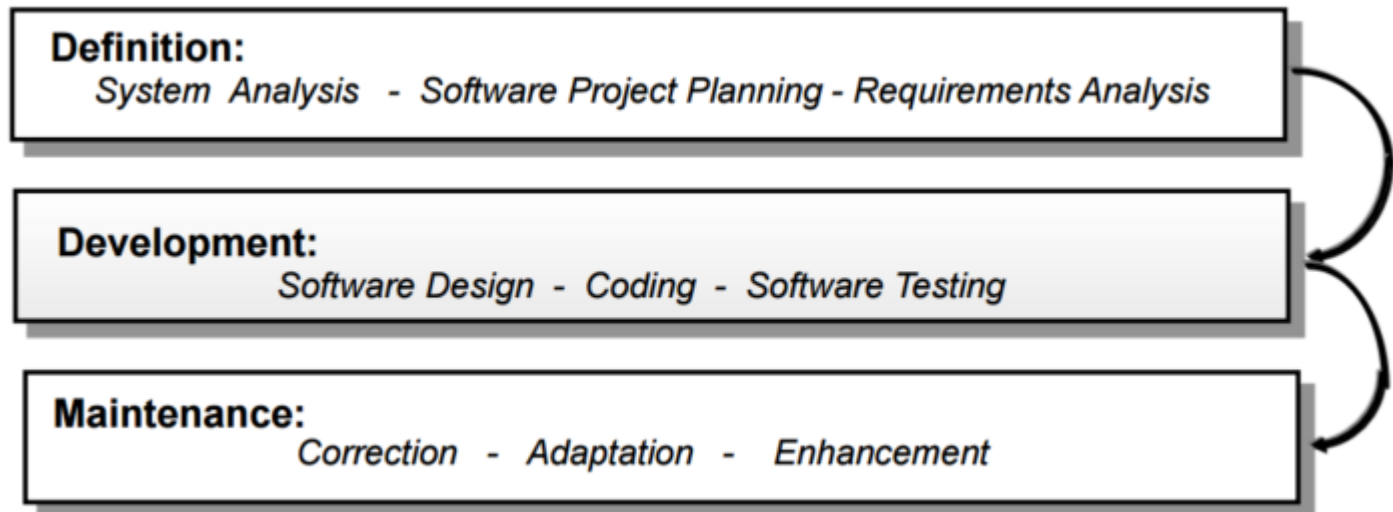 Definition:
System Analysis - Software Project Planning - Requirements Analysis
Development:
Software Design - Coding - Software Testing
Maintenance:
Correction - Adaptation - Enhancement